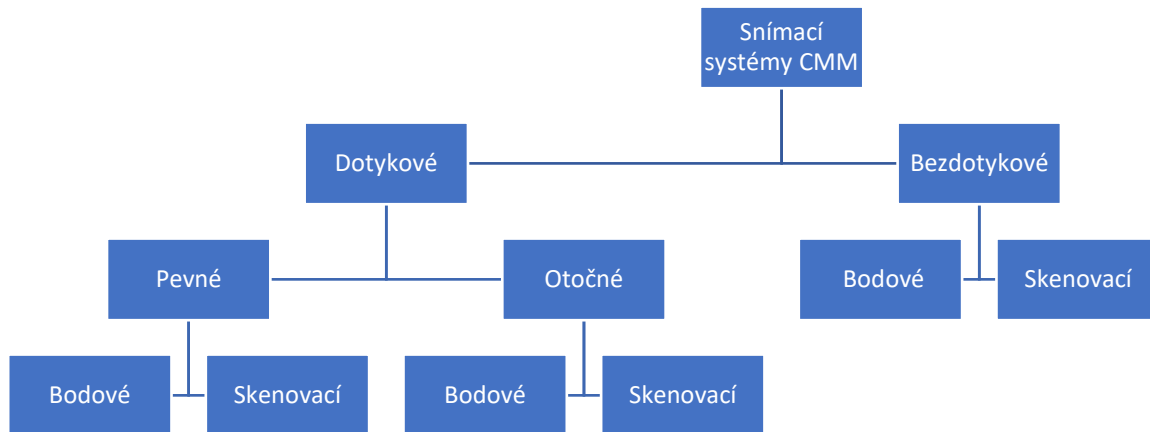 Snímací
systémy CMM
Dotykové
Bezdotykové
Pevné
Otočné
Bodové
Skenovací
Bodové
Skenovací
Bodové
Skenovací